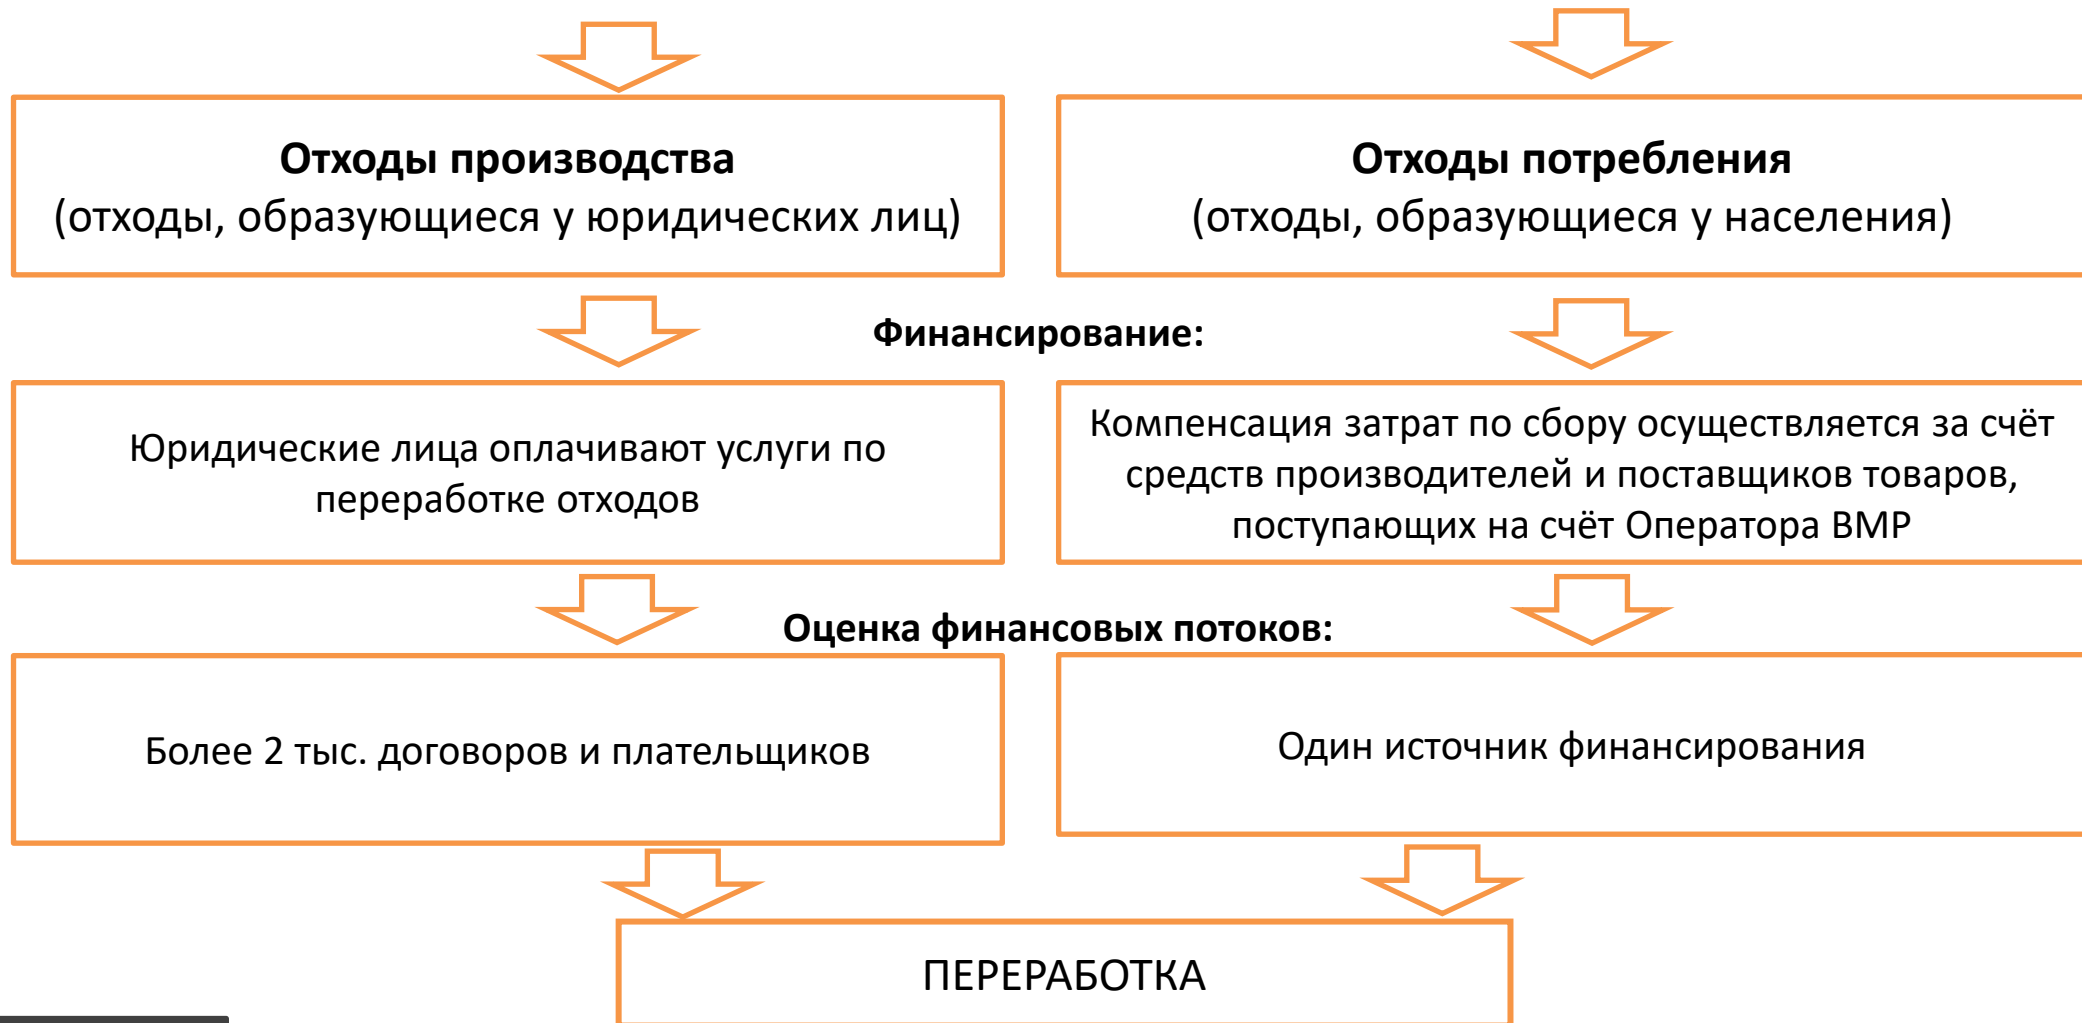 Отходы производства
(отходы, образующиеся у юридических лиц)
Отходы потребления
(отходы, образующиеся у населения)
Финансирование:
Юридические лица оплачивают услуги по
переработке отходов
Компенсация затрат по сбору осуществляется за счёт
средств производителей и поставщиков товаров,
поступающих на счёт Оператора ВМР
Оценка финансовых потоков:
Более 2 тыс. договоров и плательщиков
Один источник финансирования
ПЕРЕРАБОТКА